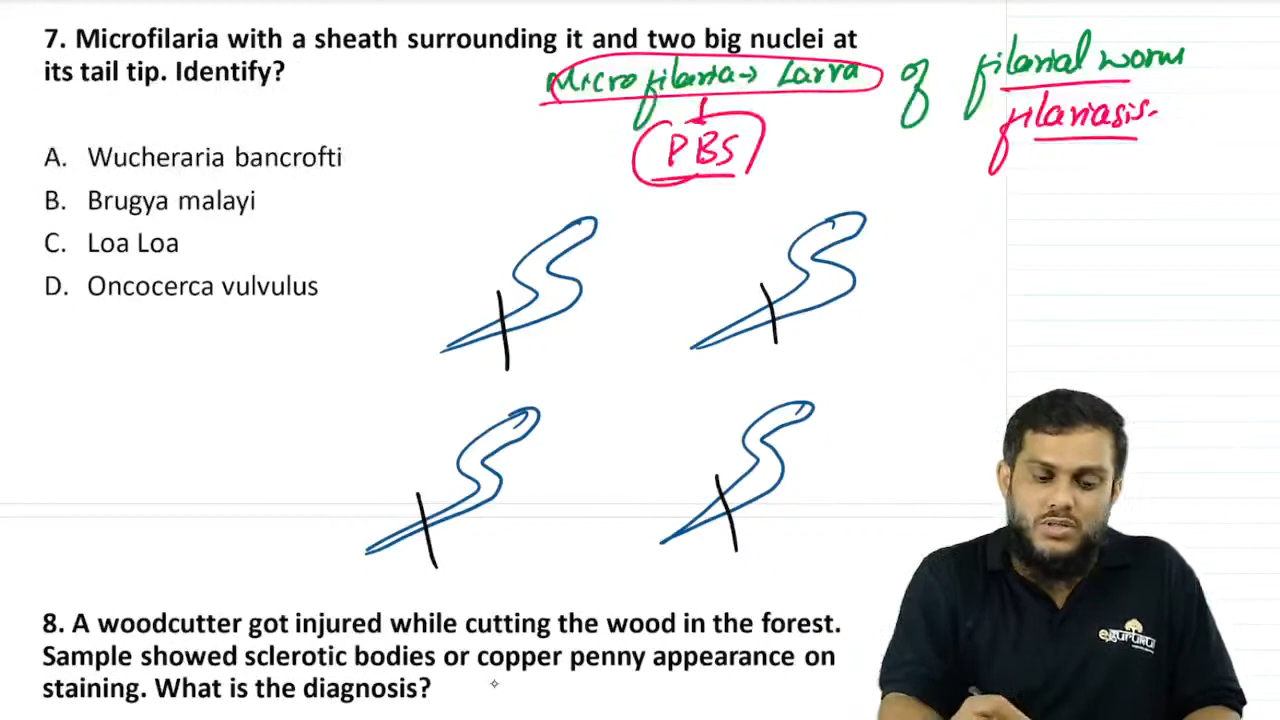 7. Microfilaria with a sheath surrounding it and two big nuclei at
its tail tip. Identify?
Microfilaria → Larva of filarial worm
filariasis.
PBS
A. Wucheraria bancrofti
B. Brugya malayi
C. Loa Loa
D. Oncocerca vulvulus
8. A woodcutter got injured while cutting the wood in the forest.
Sample showed sclerotic bodies or copper penny appearance on
staining. What is the diagnosis?